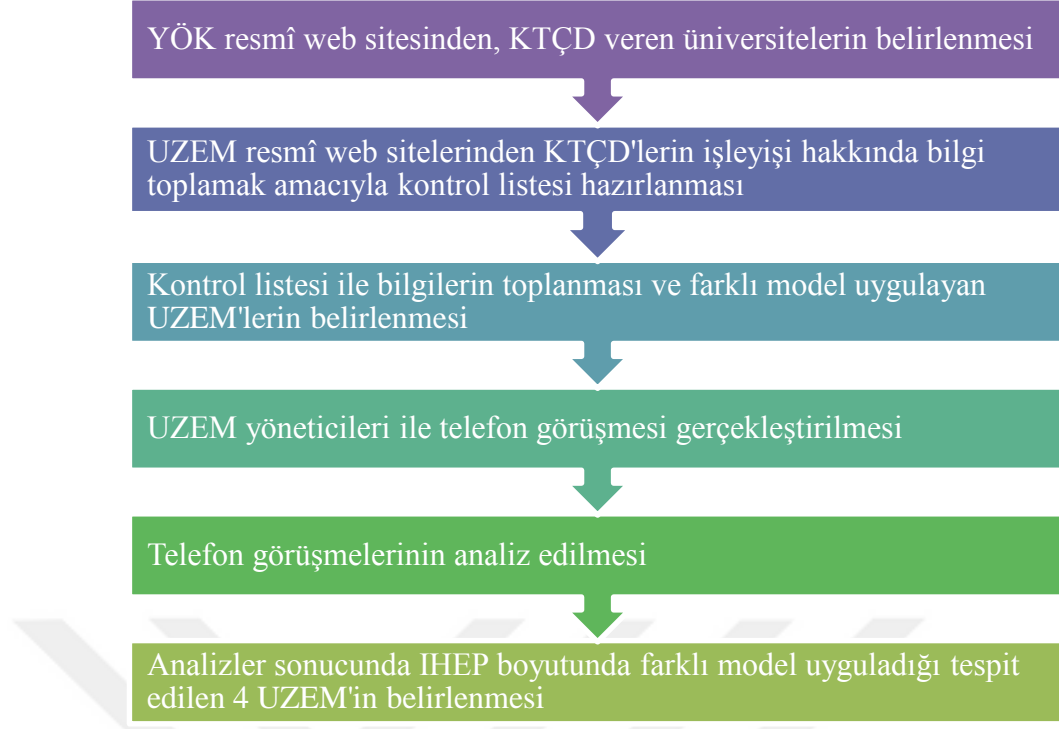 YÖK resmî web sitesinden, KTÇD veren üniversitelerin belirlenmesi
UZEM resmî web sitelerinden KTÇD'lerin işleyişi hakkında bilgi
toplamak amacıyla kontrol listesi hazırlanması
Kontrol listesi ile bilgilerin toplanması ve farklı model uygulayan
UZEM'lerin belirlenmesi
UZEM yöneticileri ile telefon görüşmesi gerçekleştirilmesi
Telefon görüşmelerinin analiz edilmesi
Analizler sonucunda IHEP boyutunda farklı model uyguladığı tespit
edilen 4 UZEM'in belirlenmesi